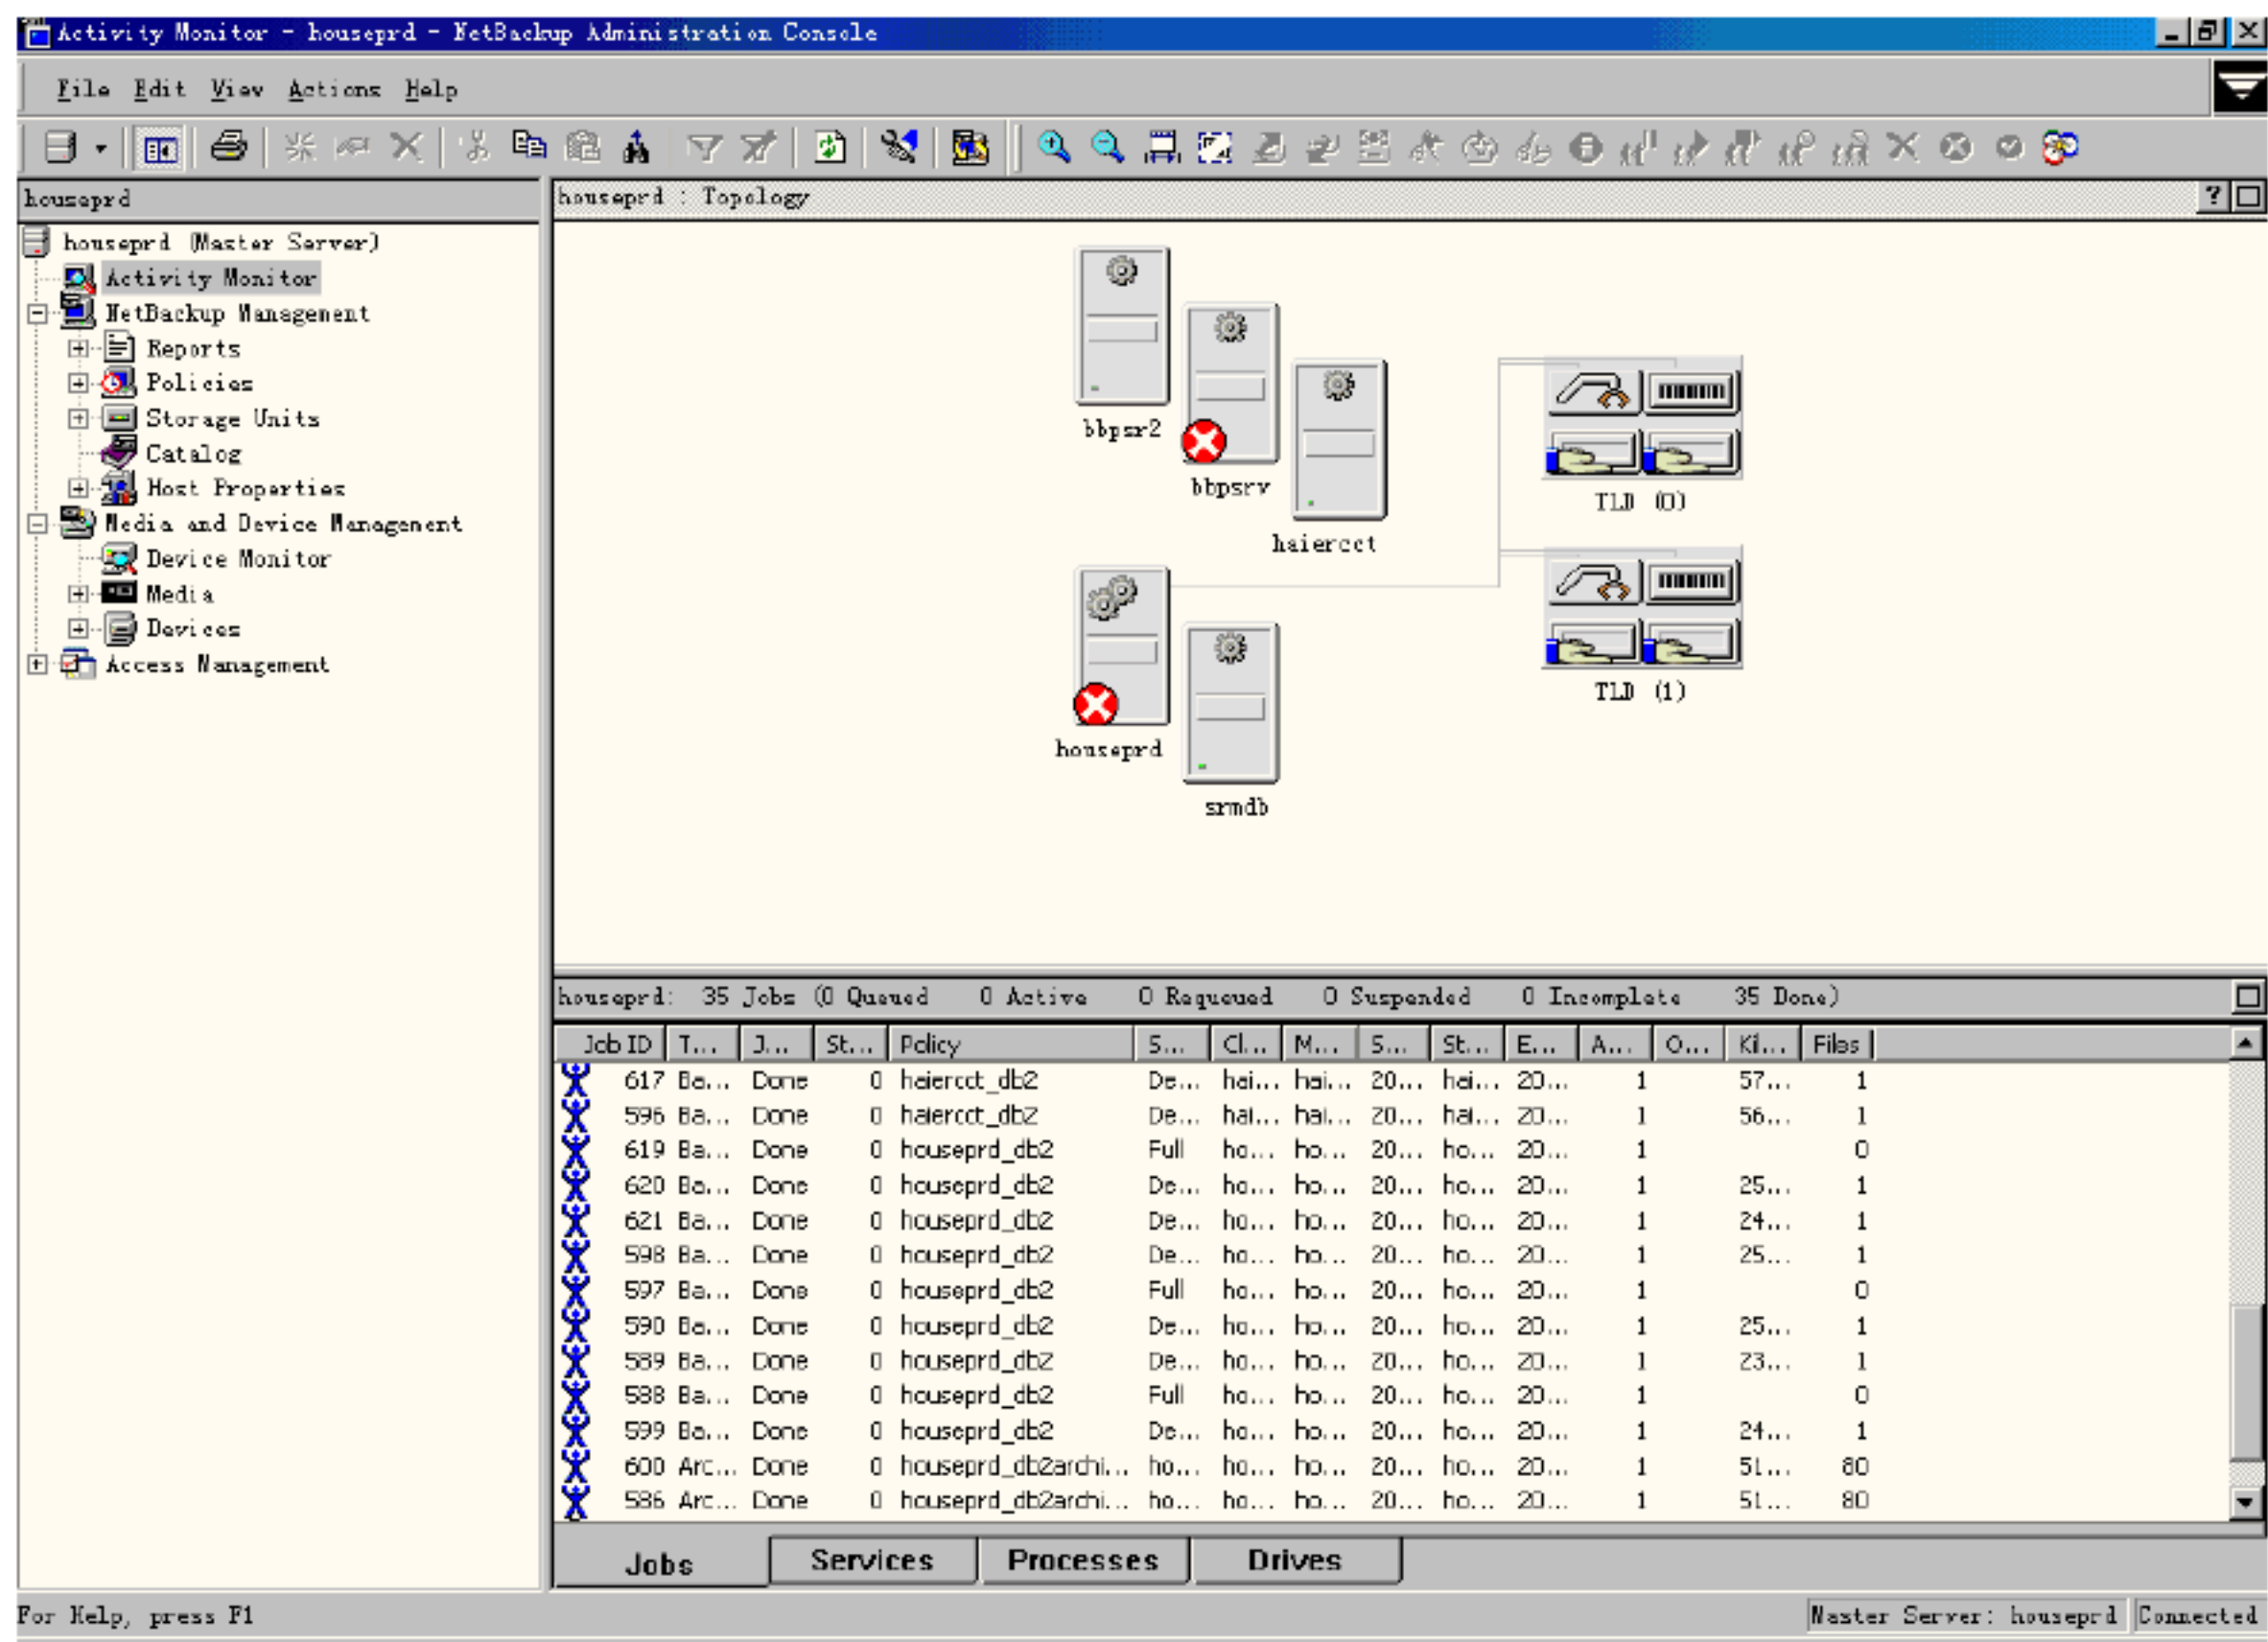 Activity Monitor - houseprd - NetBackup Administration Console
File Edit View Actions Help
houseprd
houseprd (Master Server)
Activity Monitor
NetBackup Management
Reports
Policies
Storage Units
Catalog
Host Properties
Media and Device Management
Device Monitor
Media
Devices
Access Management
houseprd : Topology
bbpsr2
bbpsrv
haiercct
TLD (0)
houseprd
TLD (1)
srmdb
houseprd: 35 Jobs (0 Queued 0 Active 0 Requeued 0 Suspended 0 Incomplete 35 Done)
Job ID T... J... St... Policy S... Cl... M... S... St... E... A... O... Kil... Files
617 Ba... Done 0 haiercct_db2 De... hai... hai... 20... hai... 20... 1 57... 1
596 Ba... Done 0 haiercct_db2 De... hai... hai... 20... hai... 20... 1 56... 1
619 Ba... Done 0 houseprd_db2 Full ho... ho... 20... ho... 20... 1 0
620 Ba... Done 0 houseprd_db2 De... ho... ho... 20... ho... 20... 1 25... 1
621 Ba... Done 0 houseprd_db2 De... ho... ho... 20... ho... 20... 1 24... 1
598 Ba... Done 0 houseprd_db2 De... ho... ho... 20... ho... 20... 1 25... 1
597 Ba... Done 0 houseprd_db2 Full ho... ho... 20... ho... 20... 1 0
590 Ba... Done 0 houseprd_db2 De... ho... ho... 20... ho... 20... 1 25... 1
589 Ba... Done 0 houseprd_db2 De... ho... ho... 20... ho... 20... 1 23... 1
588 Ba... Done 0 houseprd_db2 Full ho... ho... 20... ho... 20... 1 0
599 Ba... Done 0 houseprd_db2 De... ho... ho... 20... ho... 20... 1 24... 1
600 Arc... Done 0 houseprd_db2archi... ho... ho... ho... 20... ho... 20... 1 51... 80
586 Arc... Done 0 houseprd_db2archi... ho... ho... ho... 20... ho... 20... 1 51... 80
Jobs Services Processes Drives
For Help, press F1
Master Server: houseprd Connected